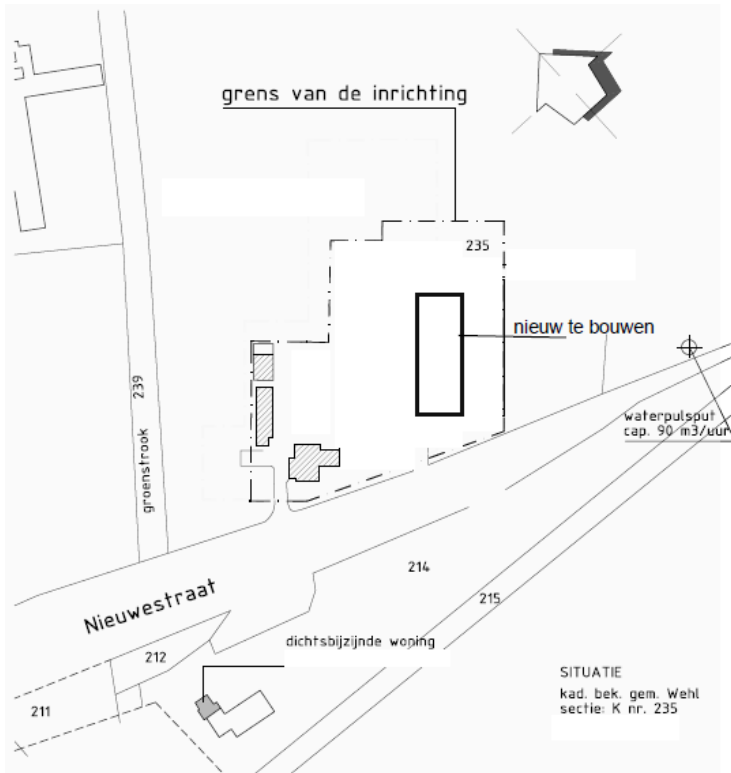 grens van de inrichting
235
nieuw te bouwen
239
groenstrook
waterpulsput
cap. 90 m3/uur
Nieuwestraat
214
215
dichtsbijzijnde woning
212
211
SITUATIE
kad. bek. gem. Wehl
sectie: K nr. 235